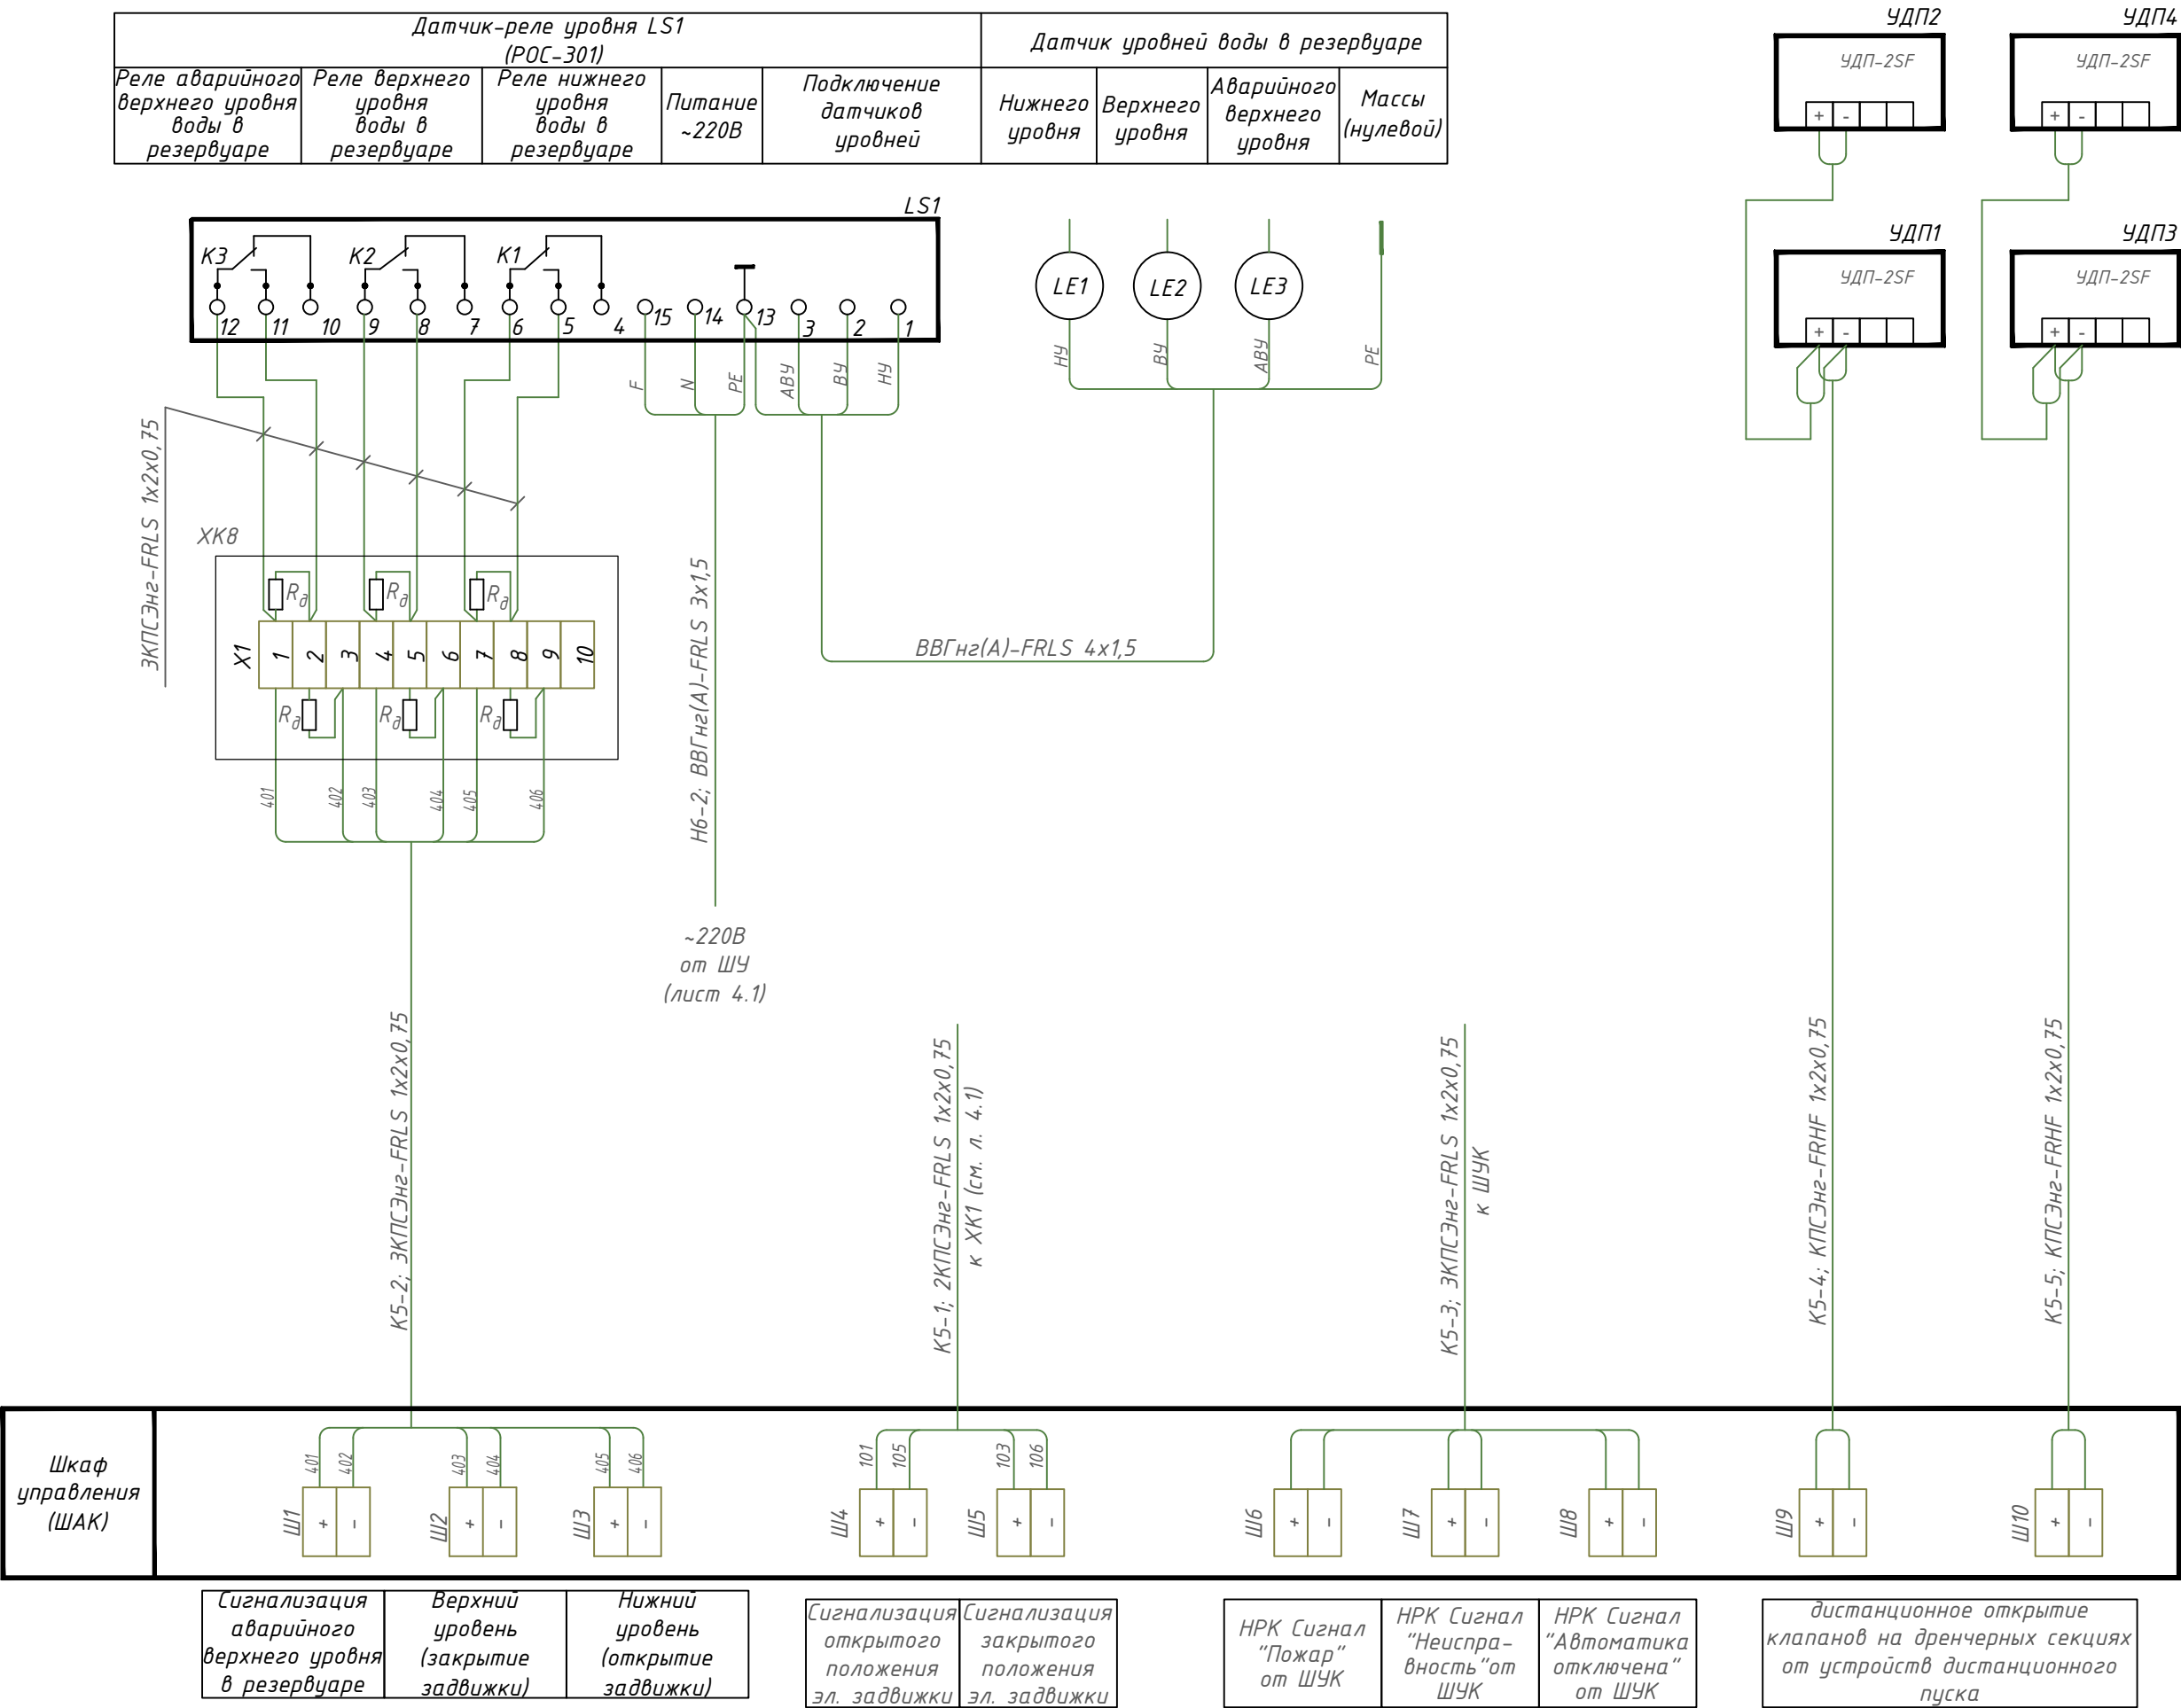 Датчик-реле уровня LS1
(РОС-301)
Датчик уровней воды в резервуаре
Реле аварийного
верхнего уровня
воды в
резервуаре
Реле верхнего
уровня
воды в
резервуаре
Реле нижнего
уровня
воды в
резервуаре
Питание
~220В
Подключение
датчиков
уровней
Нижнего
уровня
Верхнего
уровня
Аварийного
верхнего
уровня
Массы
(нулевой)
УДП2
УДП-2SF
+ -
УДП4
УДП-2SF
+ -
УДП1
УДП-2SF
+ -
УДП3
УДП-2SF
+ -
LS1
К3
К2
К1
12 11 10 9 8 7 6 5 4 15 14 13 3 2 1
F
N
PE
АВУ
ВУ
НУ
LE1
LE2
LE3
НУ
ВУ
АВУ
PE
3КПСЭнг-FRLS 1х2х0,75
ХК8
Rд
Rд
Rд
Х1
1 2 3 4 5 6 7 8 9 10
Rд
Rд
Rд
401
402
403
404
405
406
Н6-2; ВВГнг(А)-FRLS 3х1,5
ВВГнг(А)-FRLS 4х1,5
~220В
от ШУ
(лист 4.1)
К5-2; 3КПСЭнг-FRLS 1х2х0,75
К5-1; 2КПСЭнг-FRLS 1х2х0,75
к ХК1 (см. л. 4.1)
К5-3; 3КПСЭнг-FRLS 1х2х0,75
к ШУК
К5-4; КПСЭнг-FRHF 1х2х0,75
К5-5; КПСЭнг-FRHF 1х2х0,75
Шкаф
управления
(ШАК)
401
402
403
404
405
406
101
105
103
106
Ш1
+ -
Ш2
+ -
Ш3
+ -
Ш4
+ -
Ш5
+ -
Ш6
+ -
Ш7
+ -
Ш8
+ -
Ш9
+ -
Ш10
+ -
Сигнализация
аварийного
верхнего уровня
в резервуаре
Верхний
уровень
(закрытие
задвижки)
Нижний
уровень
(открытие
задвижки)
Сигнализация
открытого
положения
эл. задвижки
Сигнализация
закрытого
положения
эл. задвижки
НРК Сигнал
"Пожар"
от ШУК
НРК Сигнал
"Неиспра-
вность"от
ШУК
НРК Сигнал
"Автоматика
отключена"
от ШУК
дистанционное открытие
клапанов на дренчерных секциях
от устройств дистанционного
пуска